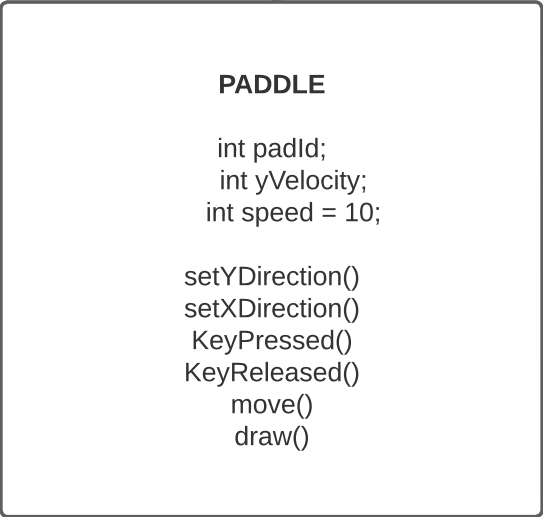 PADDLE
int padId;
int yVelocity;
int speed = 10;
setYDirection()
setXDirection()
KeyPressed()
KeyReleased()
move()
draw()